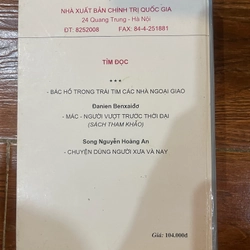 NHÀ XUẤT BẢN CHÍNH TRỊ QUỐC GIA
24 Quang Trung - Hà Nội
ĐT: 8252008 FAX: 84-4-251881
TÌM ĐỌC
***
- BÁC HỒ TRONG TRÁI TIM CÁC NHÀ NGOẠI GIAO
Đanien Benxaiđơ
- MÁC - NGƯỜI VƯỢT TRƯỚC THỜI ĐẠI
(SÁCH THAM KHẢO)
Song Nguyễn Hoàng An
- CHUYỆN DÙNG NGƯỜI XƯA VÀ NAY
Giá: 104.000đ